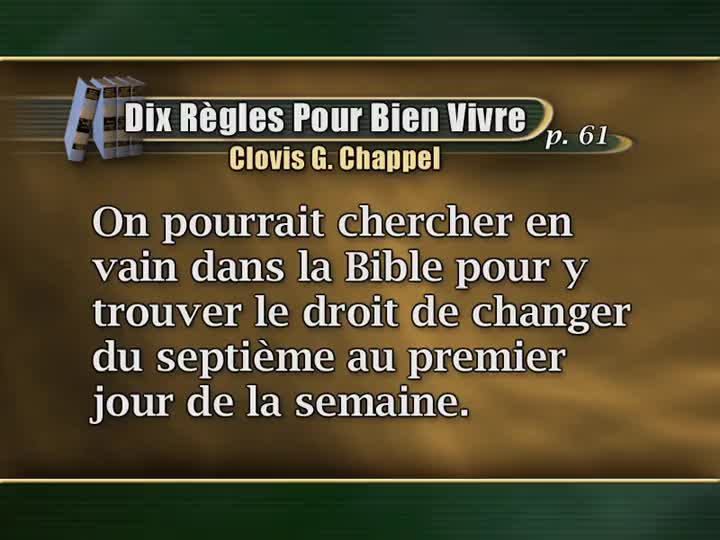 Dix Règles Pour Bien Vivre p. 61
Clovis G. Chappel
On pourrait chercher en
vain dans la Bible pour y
trouver le droit de changer
du septième au premier
jour de la semaine.